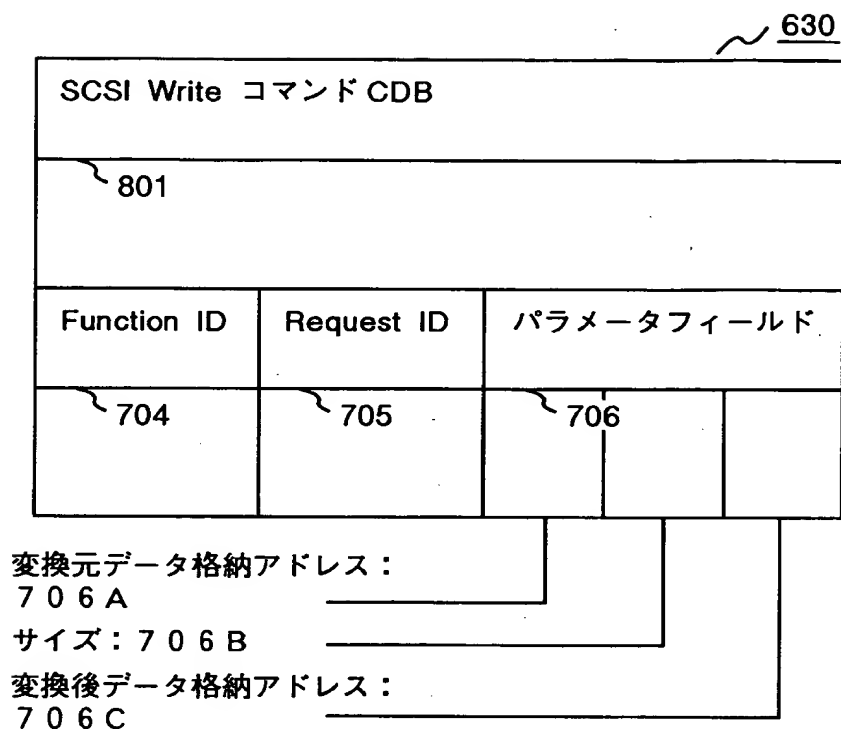 630
SCSI Write コマンド CDB
801
Function ID
Request ID
パラメータフィールド
704
705
706
変換元データ格納アドレス：
７０６Ａ
サイズ：７０６Ｂ
変換後データ格納アドレス：
７０６Ｃ